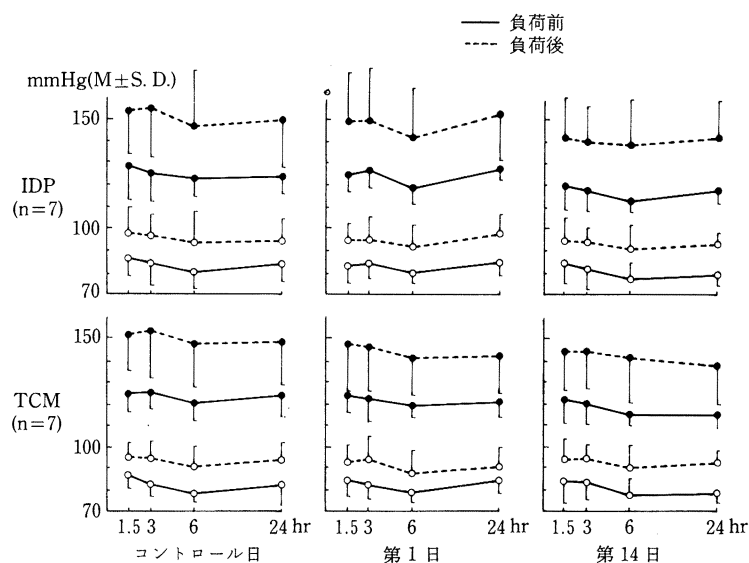 負荷前
負荷後
mmHg(M±S. D.)
150
IDP
(n=7)
100
70
150
TCM
(n=7)
100
70
1.5 3 6 24 hr 1.5 3 6 24 hr 1.5 3 6 24 hr
コントロール日 第1日 第14日